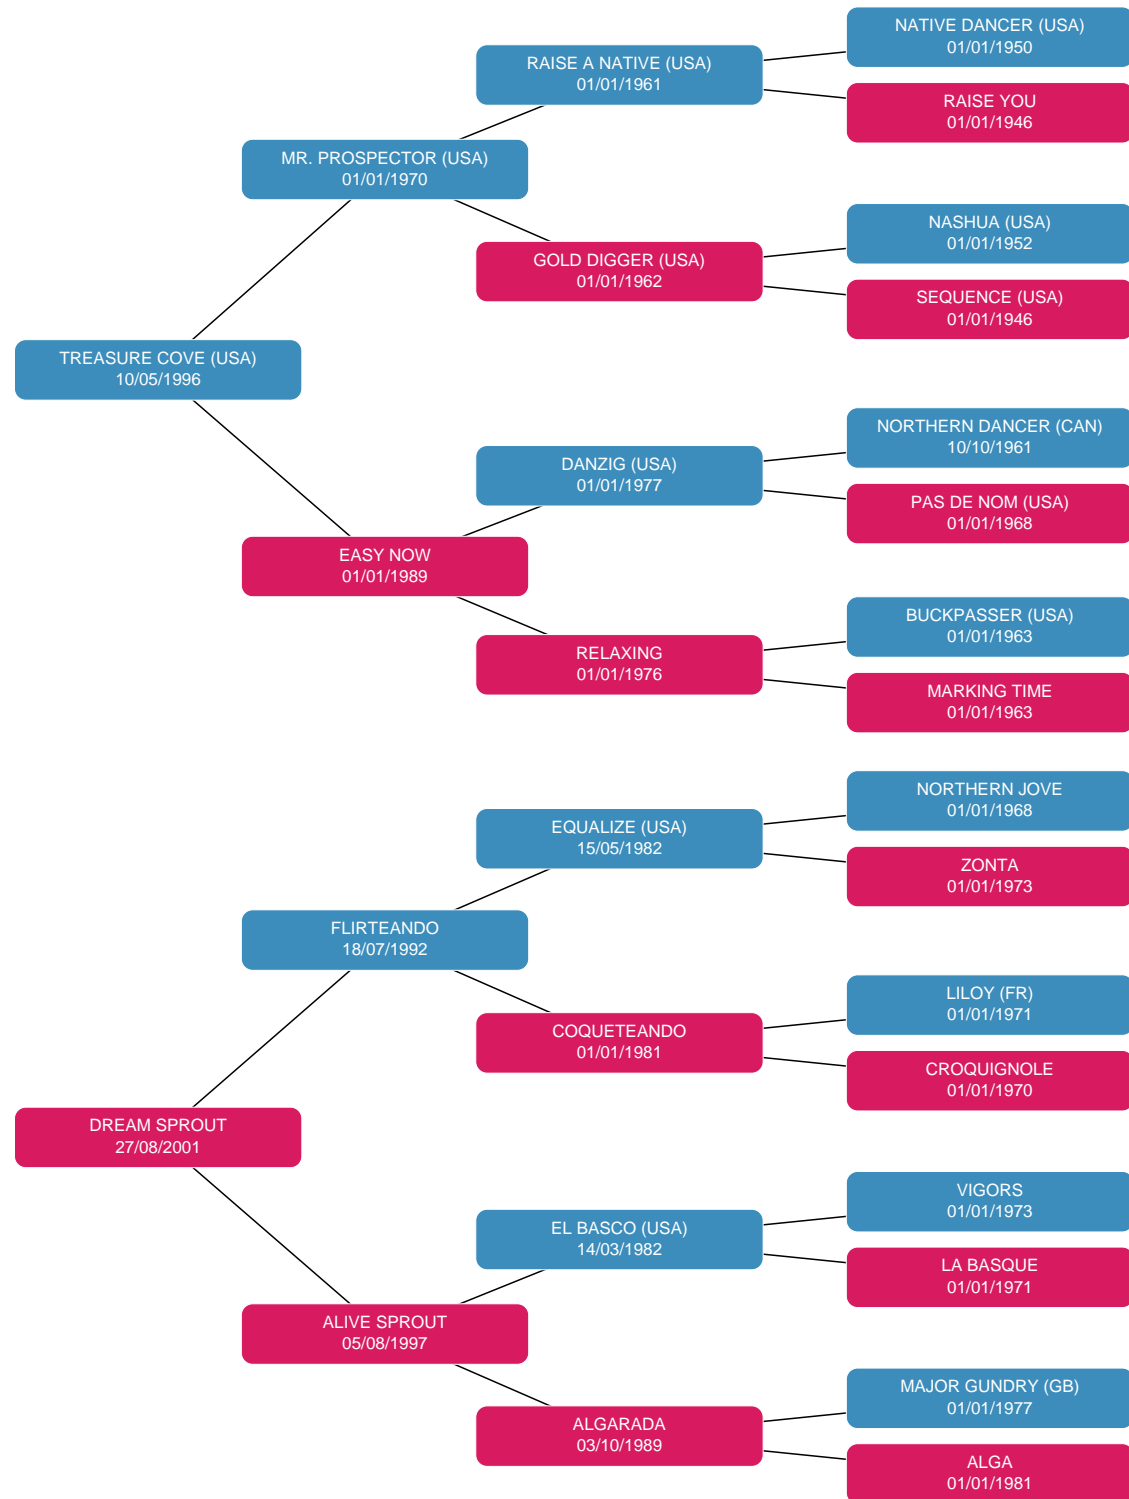 NATIVE DANCER (USA)
01/01/1950
RAISE A NATIVE (USA)
01/01/1961
RAISE YOU
01/01/1946
MR. PROSPECTOR (USA)
01/01/1970
NASHUA (USA)
01/01/1952
GOLD DIGGER (USA)
01/01/1962
SEQUENCE (USA)
01/01/1946
TREASURE COVE (USA)
10/05/1996
NORTHERN DANCER (CAN)
10/10/1961
DANZIG (USA)
01/01/1977
PAS DE NOM (USA)
01/01/1968
EASY NOW
01/01/1989
BUCKPASSER (USA)
01/01/1963
RELAXING
01/01/1976
MARKING TIME
01/01/1963
NORTHERN JOVE
01/01/1968
EQUALIZE (USA)
15/05/1982
ZONTA
01/01/1973
FLIRTEANDO
18/07/1992
LILOY (FR)
01/01/1971
COQUETEANDO
01/01/1981
CROQUIGNOLE
01/01/1970
DREAM SPROUT
27/08/2001
VIGORS
01/01/1973
EL BASCO (USA)
14/03/1982
LA BASQUE
01/01/1971
ALIVE SPROUT
05/08/1997
MAJOR GUNDRY (GB)
01/01/1977
ALGARADA
03/10/1989
ALGA
01/01/1981